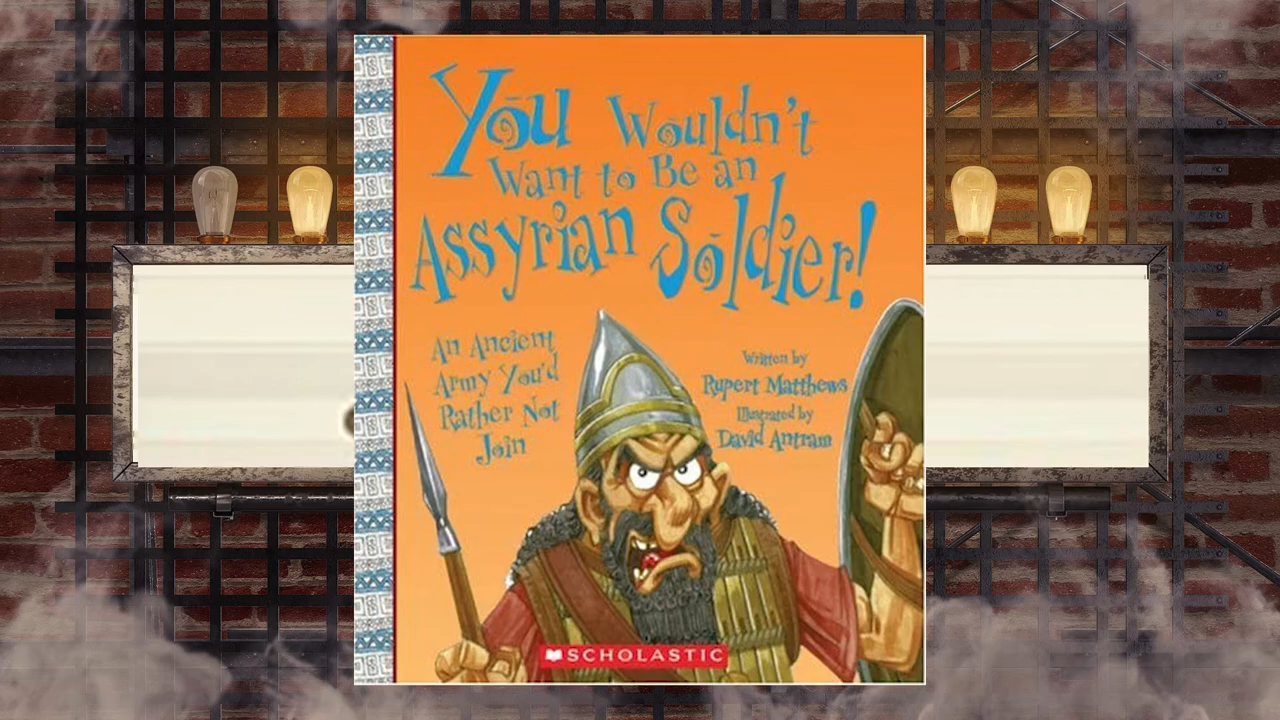 You Wouldn't
Want to Be an
Assyrian Soldier!
An Ancient
Army You'd
Rather Not
Join
Written by
Rupert Matthews
Illustrated by
David Antram
SCHOLASTIC